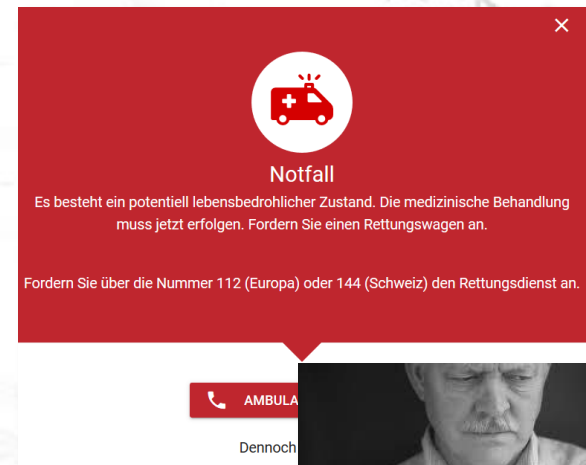 Notfall
Es besteht ein potentiell lebensbedrohlicher Zustand. Die medizinische Behandlung
muss jetzt erfolgen. Fordern Sie einen Rettungswagen an.
Fordern Sie über die Nummer 112 (Europa) oder 144 (Schweiz) den Rettungsdienst an.
AMBULA
Dennoch